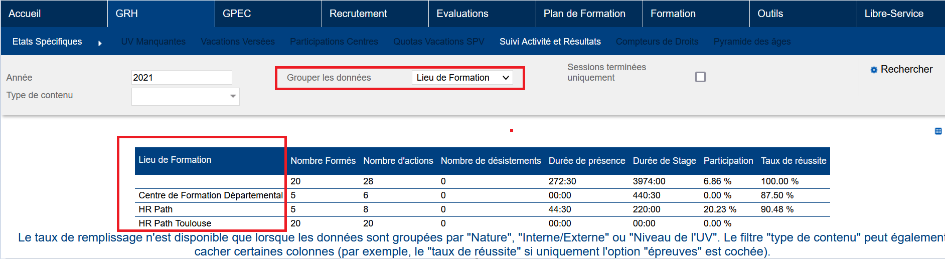 Accueil GRH GPEC Recrutement Evaluations Plan de Formation Formation Outils Libre-Service
Etats Spécifiques UV Manquantes Vacations Versées Participations Centres Quotas Vacations SPV Suivi Activité et Résultats Compteurs de Droits Pyramide des âges
Année 2021 Grouper les données Lieu de Formation Sessions terminées uniquement Rechercher
Type de contenu
Lieu de Formation Nombre Formés Nombre d'actions Nombre de désistements Durée de présence Durée de Stage Participation Taux de réussite
20 28 0 272:30 3974:00 6.86 % 100.00 %
Centre de Formation Départemental 5 6 0 00:00 440:30 0.00 % 87.50 %
HR Path 5 8 0 44:30 220:00 20.23 % 90.48 %
HR Path Toulouse 20 20 0 00:00 00:00 0.00 %
Le taux de remplissage n'est disponible que lorsque les données sont groupées par "Nature", "Interne/Externe" ou "Niveau de l'UV". Le filtre "type de contenu" peut également
cacher certaines colonnes (par exemple, le "taux de réussite" si uniquement l'option "épreuves" est cochée).